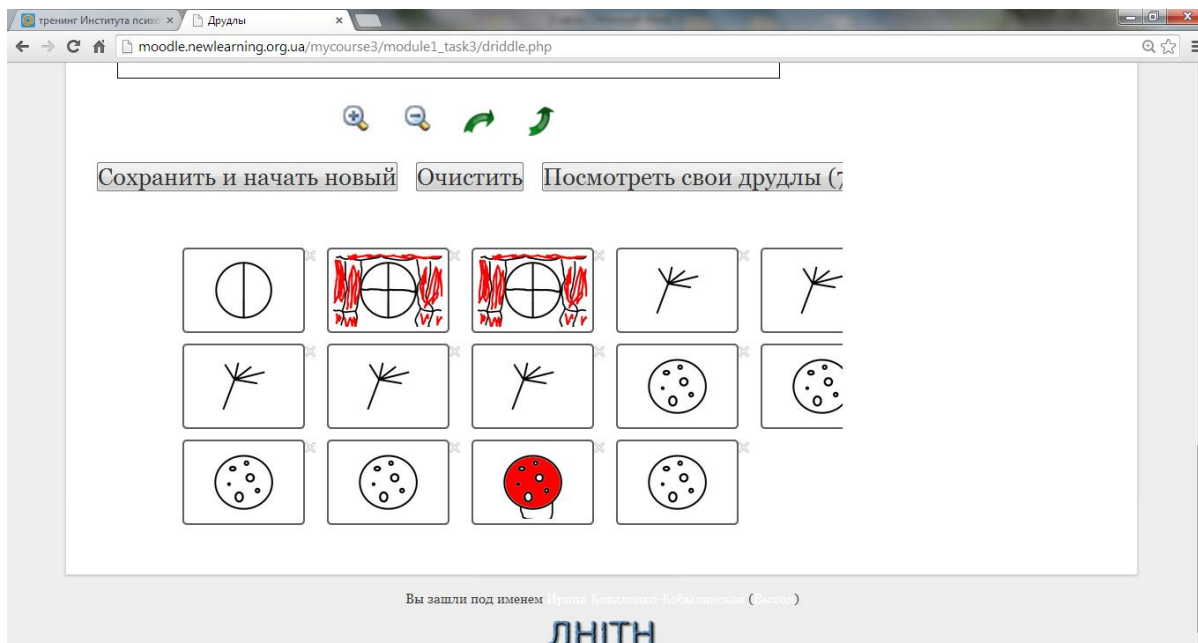 тренинг Института психо
Друдлы
moodle.newlearning.org.ua/mycourse3/module1_task3/driddle.php
Сохранить и начать новый
Очистить
Посмотреть свои друдлы (7
Вы зашли под именем Ирина Коваленко-Кобылянская (Выход)
ЛНІТН